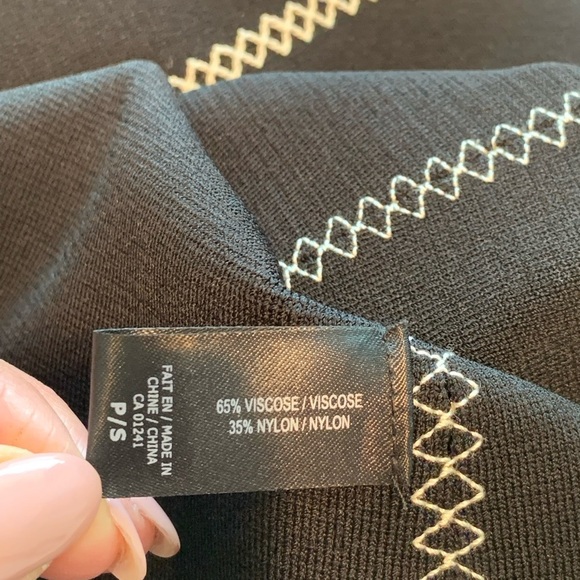 65% VISCOSE / VISCOSE
35% NYLON / NYLON
FAIT EN / MADE IN
CHINE / CHINA
CA 01241
P/S